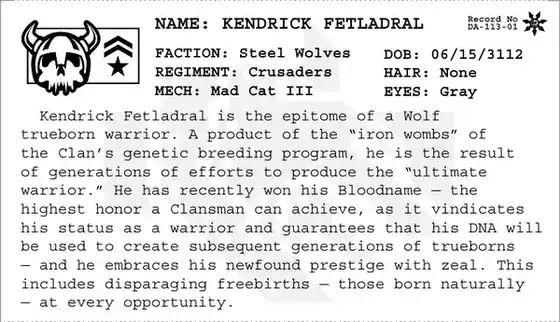 NAME: KENDRICK FETLADRAL
Record No
DA-113-01
FACTION: Steel Wolves
DOB: 06/15/3112
REGIMENT: Crusaders
HAIR: None
MECH: Mad Cat III
EYES: Gray
Kendrick Fetladral is the epitome of a Wolf
trueborn warrior. A product of the “iron wombs” of
the Clan’s genetic breeding program, he is the result
of generations of efforts to produce the “ultimate
warrior.” He has recently won his Bloodname — the
highest honor a Clansman can achieve, as it vindicates
his status as a warrior and guarantees that his DNA will
be used to create subsequent generations of trueborns
— and he embraces his newfound prestige with zeal. This
includes disparaging freebirths — those born naturally
— at every opportunity.